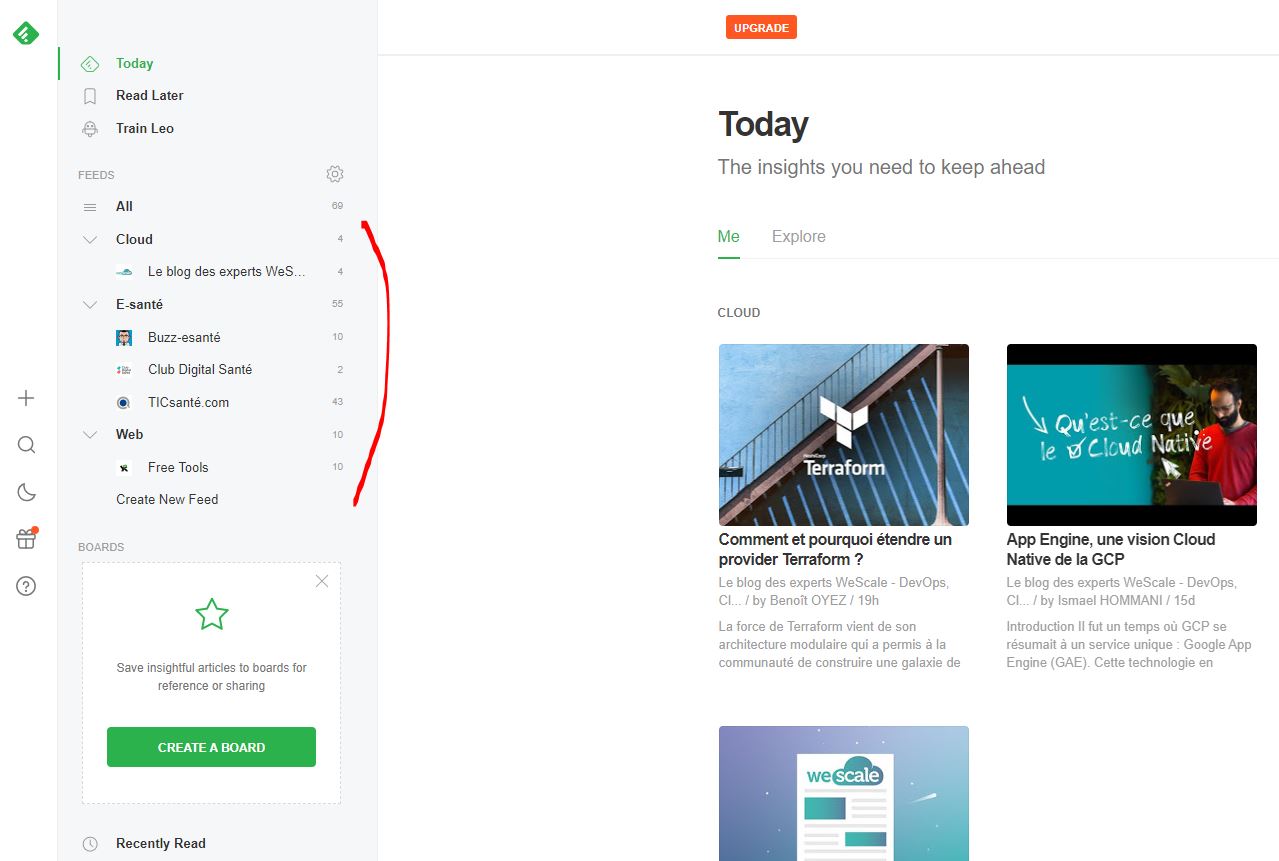 UPGRADE
Today
Read Later
Train Leo
FEEDS
All 69
Cloud 4
Le blog des experts WeS... 4
E-santé 55
Buzz-esanté 10
Club Digital Santé 2
TICsanté.com 43
Web 10
Free Tools 10
Create New Feed
BOARDS
Save insightful articles to boards for
reference or sharing
CREATE A BOARD
Recently Read
Today
The insights you need to keep ahead
Me Explore
CLOUD
HashiCorp
Terraform
Comment et pourquoi étendre un
provider Terraform ?
Le blog des experts WeScale - DevOps,
Cl... / by Benoît OYEZ / 19h
La force de Terraform vient de son
architecture modulaire qui a permis à la
communauté de construire une galaxie de
Qu'est-ce que
le Cloud Native
App Engine, une vision Cloud
Native de la GCP
Le blog des experts WeScale - DevOps,
Cl... / by Ismael HOMMANI / 15d
Introduction Il fut un temps où GCP se
résumait à un service unique : Google App
Engine (GAE). Cette technologie en
wescale